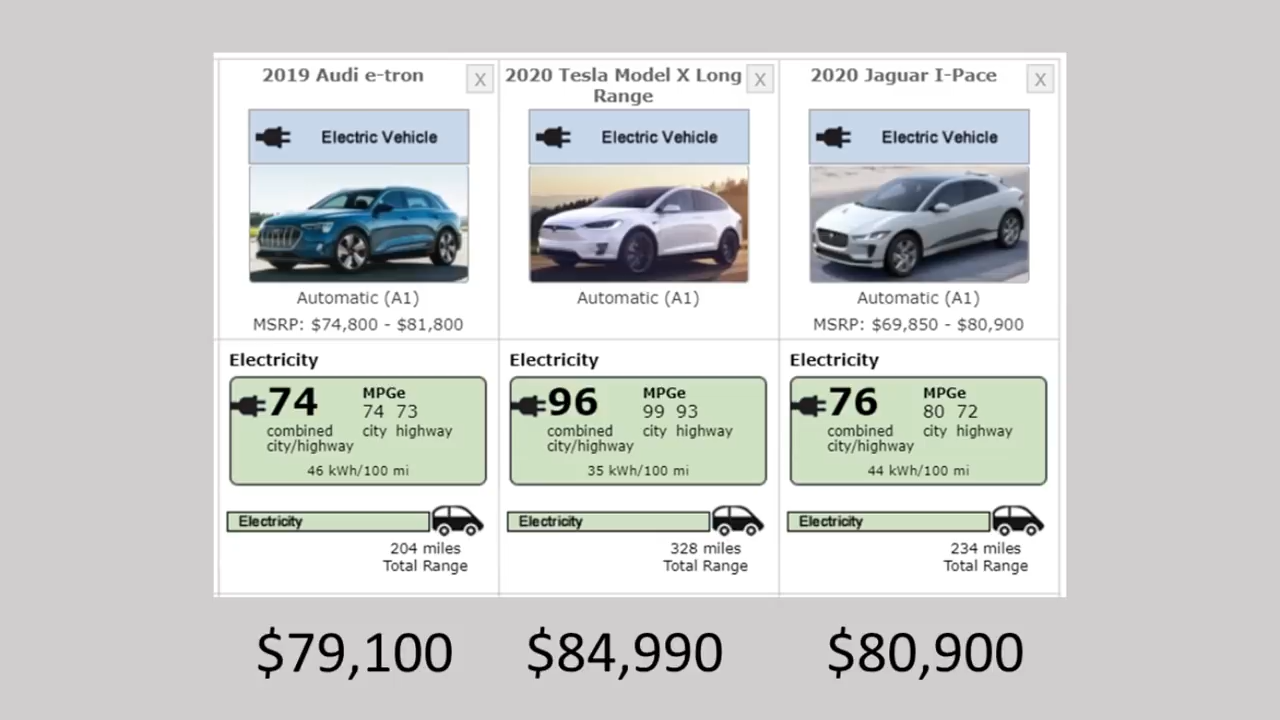 2019 Audi e-tron
X
Electric Vehicle
Automatic (A1)
MSRP: $74,800 - $81,800
Electricity
74
MPGe
74 73
combined
city/highway
city highway
46 kWh/100 mi
Electricity
204 miles
Total Range
$79,100
2020 Tesla Model X Long
Range
X
Electric Vehicle
Automatic (A1)
Electricity
96
MPGe
99 93
combined
city/highway
city highway
35 kWh/100 mi
Electricity
328 miles
Total Range
$84,990
2020 Jaguar I-Pace
X
Electric Vehicle
Automatic (A1)
MSRP: $69,850 - $80,900
Electricity
76
MPGe
80 72
combined
city/highway
city highway
44 kWh/100 mi
Electricity
234 miles
Total Range
$80,900